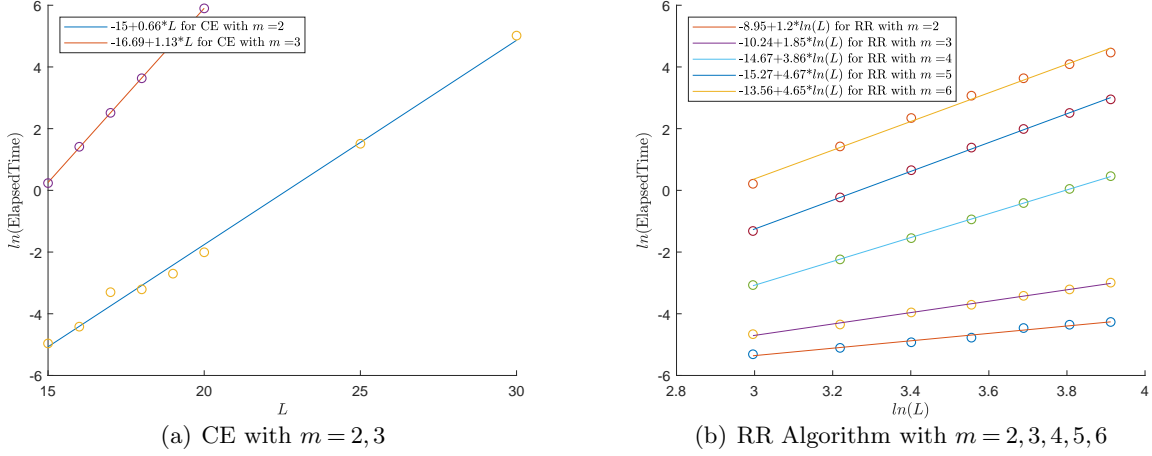 6
4
2
0
-2
-4
-6
ln(ElapsedTime)
-15+0.66*L for CE with m =2
-16.69+1.13*L for CE with m =3
15
20
25
30
L
(a) CE with m = 2, 3
6
4
2
0
-2
-4
-6
ln(ElapsedTime)
-8.95+1.2*ln(L) for RR with m =2
-10.24+1.85*ln(L) for RR with m =3
-14.67+3.86*ln(L) for RR with m =4
-15.27+4.67*ln(L) for RR with m =5
-13.56+4.65*ln(L) for RR with m =6
2.8
3
3.2
3.4
3.6
3.8
4
ln(L)
(b) RR Algorithm with m = 2, 3, 4, 5, 6